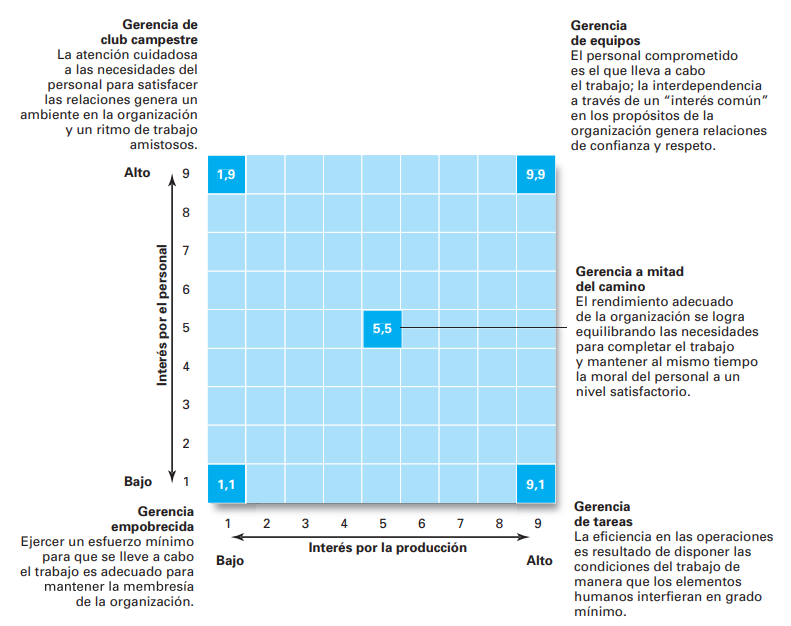 Gerencia de
club campestre
La atención cuidadosa
a las necesidades del
personal para satisfacer
las relaciones genera un
ambiente en la organización
y un ritmo de trabajo
amistosos.
Gerencia
de equipos
El personal comprometido
es el que lleva a cabo
el trabajo; la interdependencia
a través de un “interés común”
en los propósitos de la
organización genera relaciones
de confianza y respeto.
Alto
9
8
7
6
5
4
3
2
1
Bajo
Interés por el personal
1,9
9,9
5,5
1,1
9,1
Gerencia a mitad
del camino
El rendimiento adecuado
de la organización se logra
equilibrando las necesidades
para completar el trabajo
y mantener al mismo tiempo
la moral del personal a un
nivel satisfactorio.
Gerencia
empobrecida
Ejercer un esfuerzo mínimo
para que se lleve a cabo
el trabajo es adecuado para
mantener la membresía
de la organización.
1 2 3 4 5 6 7 8 9
Interés por la producción
Bajo
Alto
Gerencia
de tareas
La eficiencia en las operaciones
es resultado de disponer las
condiciones del trabajo de
manera que los elementos
humanos interfieran en grado
mínimo.